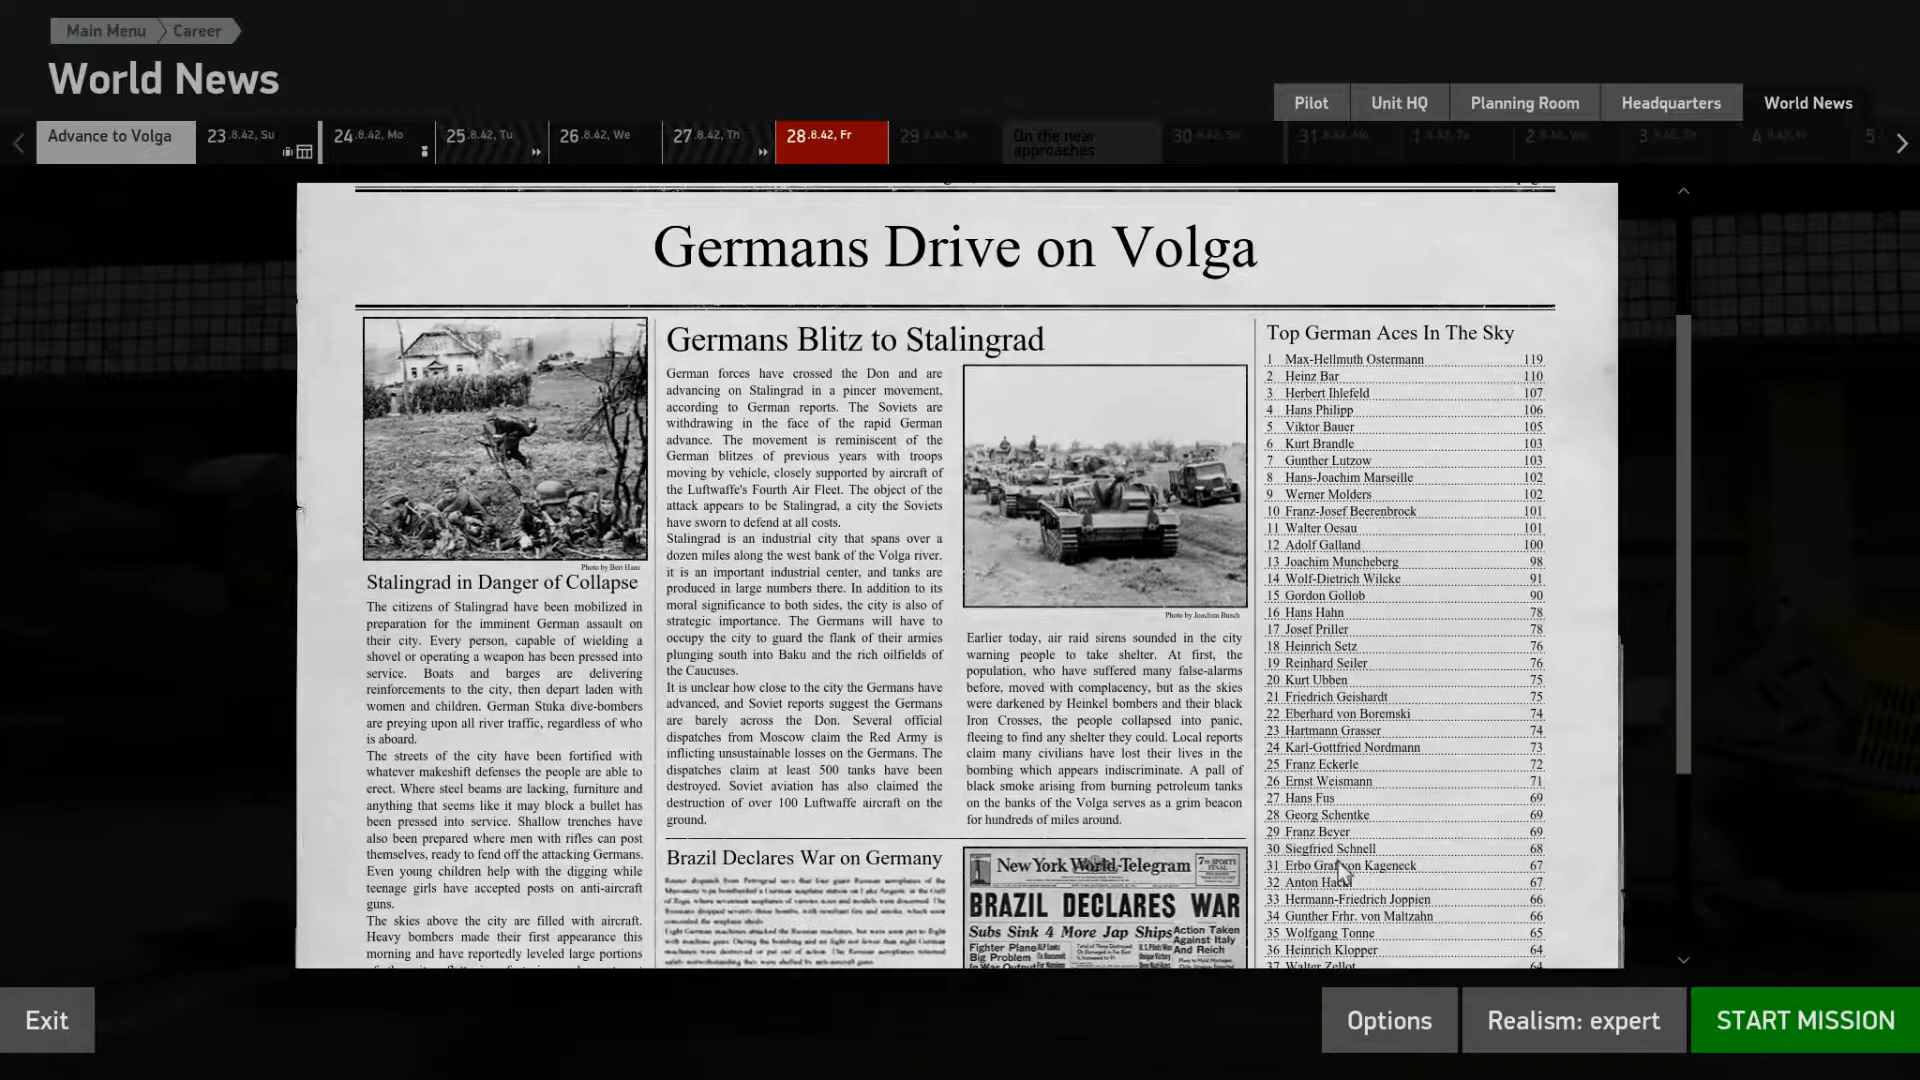 Main Menu
Career
World News
Pilot
Unit HQ
Planning Room
Headquarters
World News
Advance to Volga
23.8.42, Su
24.8.42, Mo
25.8.42, Tu
26.8.42, We
27.8.42, Th
28.8.42, Fr
29
On the near
approaches
30
31
1
2
3
4
5
Germans Drive on Volga
Photo by Bert Haas
Stalingrad in Danger of Collapse
The citizens of Stalingrad have been mobilized in
preparation for the imminent German assault on
their city. Every person, capable of wielding a
shovel or operating a weapon has been pressed into
service. Boats and barges are delivering
reinforcements to the city, then depart laden with
women and children. German Stuka dive-bombers
are preying upon all river traffic, regardless of who
is aboard.
The streets of the city have been fortified with
whatever makeshift defenses the people are able to
erect. Where steel beams are lacking, furniture and
anything that seems like it may block a bullet has
been pressed into service. Shallow trenches have
also been prepared where men with rifles can post
themselves, ready to fend off the attacking Germans.
Even young children help with the digging while
teenage girls have accepted posts on anti-aircraft
guns.
The skies above the city are filled with aircraft.
Heavy bombers made their first appearance this
morning and have reportedly leveled large portions
Germans Blitz to Stalingrad
German forces have crossed the Don and are
advancing on Stalingrad in a pincer movement,
according to German reports. The Soviets are
withdrawing in the face of the rapid German
advance. The movement is reminiscent of the
German blitzes of previous years with troops
moving by vehicle, closely supported by aircraft of
the Luftwaffe's Fourth Air Fleet. The object of the
attack appears to be Stalingrad, a city the Soviets
have sworn to defend at all costs.
Stalingrad is an industrial city that spans over a
dozen miles along the west bank of the Volga river.
it is an important industrial center, and tanks are
produced in large numbers there. In addition to its
moral significance to both sides, the city is also of
strategic importance. The Germans will have to
occupy the city to guard the flank of their armies
plunging south into Baku and the rich oilfields of
the Caucuses.
It is unclear how close to the city the Germans have
advanced, and Soviet reports suggest the Germans
are barely across the Don. Several official
dispatches from Moscow claim the Red Army is
inflicting unsustainable losses on the Germans. The
dispatches claim at least 500 tanks have been
destroyed. Soviet aviation has also claimed the
destruction of over 100 Luftwaffe aircraft on the
ground.
Photo by Joachim Busch
Earlier today, air raid sirens sounded in the city
warning people to take shelter. At first, the
population, who have suffered many false-alarms
before, moved with complacency, but as the skies
were darkened by Heinkel bombers and their black
Iron Crosses, the people collapsed into panic,
fleeing to find any shelter they could. Local reports
claim many civilians have lost their lives in the
bombing which appears indiscriminate. A pall of
black smoke arising from burning petroleum tanks
on the banks of the Volga serves as a grim beacon
for hundreds of miles around.
Brazil Declares War on Germany
New York World-Telegram
7TH SPORTS
FINAL
BRAZIL DECLARES WAR
Subs Sink 4 More Jap Ships
Action Taken
Against Italy
And Reich
Fighter Plane
Big Problem
In War Output
Top German Aces In The Sky
1 Max-Hellmuth Ostermann 119
2 Heinz Bar 110
3 Herbert Ihlefeld 107
4 Hans Philipp 106
5 Viktor Bauer 105
6 Kurt Brandle 103
7 Gunther Lutzow 103
8 Hans-Joachim Marseille 102
9 Werner Molders 102
10 Franz-Josef Beerenbrock 101
11 Walter Oesau 101
12 Adolf Galland 100
13 Joachim Muncheberg 98
14 Wolf-Dietrich Wilcke 91
15 Gordon Gollob 90
16 Hans Hahn 78
17 Josef Priller 78
18 Heinrich Setz 76
19 Reinhard Seiler 76
20 Kurt Ubben 75
21 Friedrich Geishardt 75
22 Eberhard von Boremski 74
23 Hartmann Grasser 74
24 Karl-Gottfried Nordmann 73
25 Franz Eckerle 72
26 Ernst Weismann 71
27 Hans Fus 69
28 Georg Schentke 69
29 Franz Beyer 69
30 Siegfried Schnell 68
31 Erbo Graf von Kageneck 67
32 Anton Hackl 67
33 Hermann-Friedrich Joppien 66
34 Gunther Frhr. von Maltzahn 66
35 Wolfgang Tonne 65
36 Heinrich Klopper 64
37 Walter Zellot 64
Exit
Options
Realism: expert
START MISSION